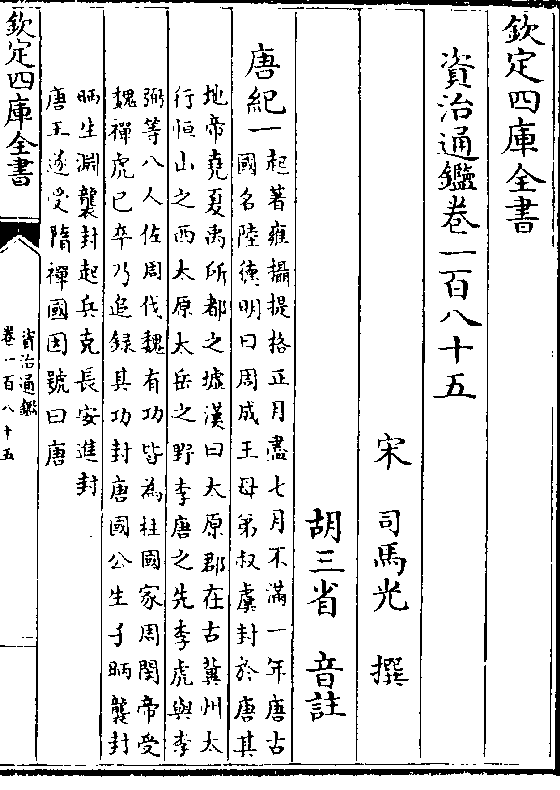 欽定四庫全書
資治通鑑卷一百八十五
宋 司馬光 撰
胡三省 音註
唐紀一
起著雍攝提格正月盡七月不滿一年唐古
國名陸德明曰周成王母弟叔虞封於唐其
地帝堯夏禹所都之墟漢曰太原郡在古冀州太
行恒山之西太原太岳之野李唐之先李虎與李
弼等八人佐周伐魏有功皆為柱國家周閔帝受
魏禪虎已卒乃追録其功封唐國公生子昞襲封
昞生淵襲封起兵克長安進封
唐王遂受隋禪國因號曰唐
欽定四庫全書
資治通鑑
卷一百八十五